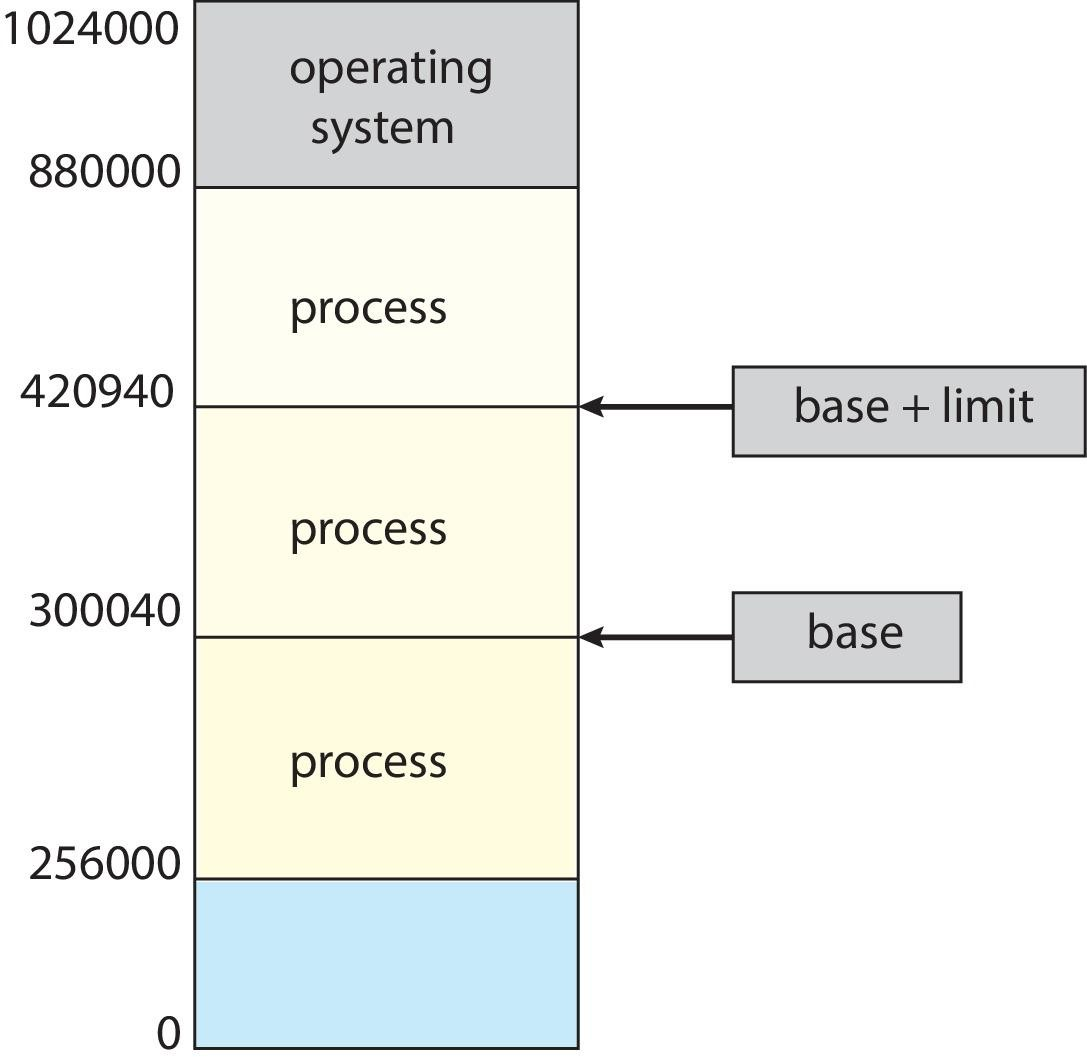 1024000
operating
system
880000
process
420940
base + limit
process
300040
base
process
256000
0